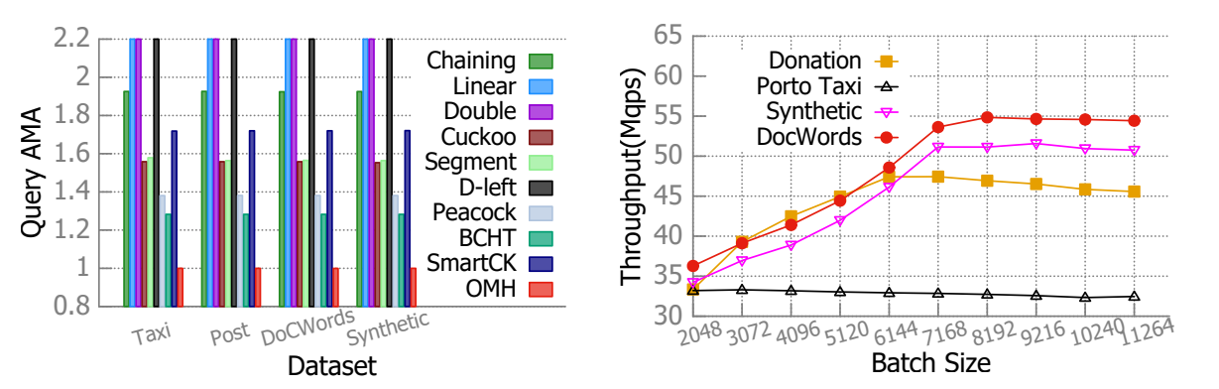 2.2
2
1.8
1.6
1.4
1.2
1
0.8
Query AMA
Chaining
Linear
Double
Cuckoo
Segment
D-left
Peacock
BCHT
SmartCK
OMH
Taxi Post DoCWords Synthetic
Dataset
65
60
55
50
45
40
35
30
Throughput(Mqps)
Donation
Porto Taxi
Synthetic
DocWords
2048 3072 4096 5120 6144 7168 8192 9216 10240 11264
Batch Size